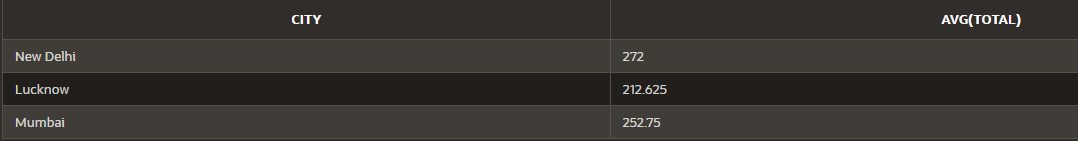 CITY AVG(TOTAL)
New Delhi 272
Lucknow 212.625
Mumbai 252.75